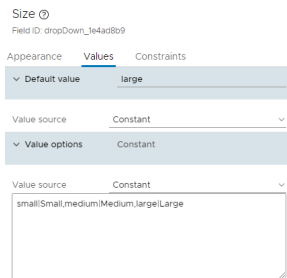 Size
Field ID: dropDown_1e4ad8b9
Appearance Values Constraints
Default value large
Value source Constant
Value options Constant
Value source Constant
small|Small,medium|Medium,large|Large